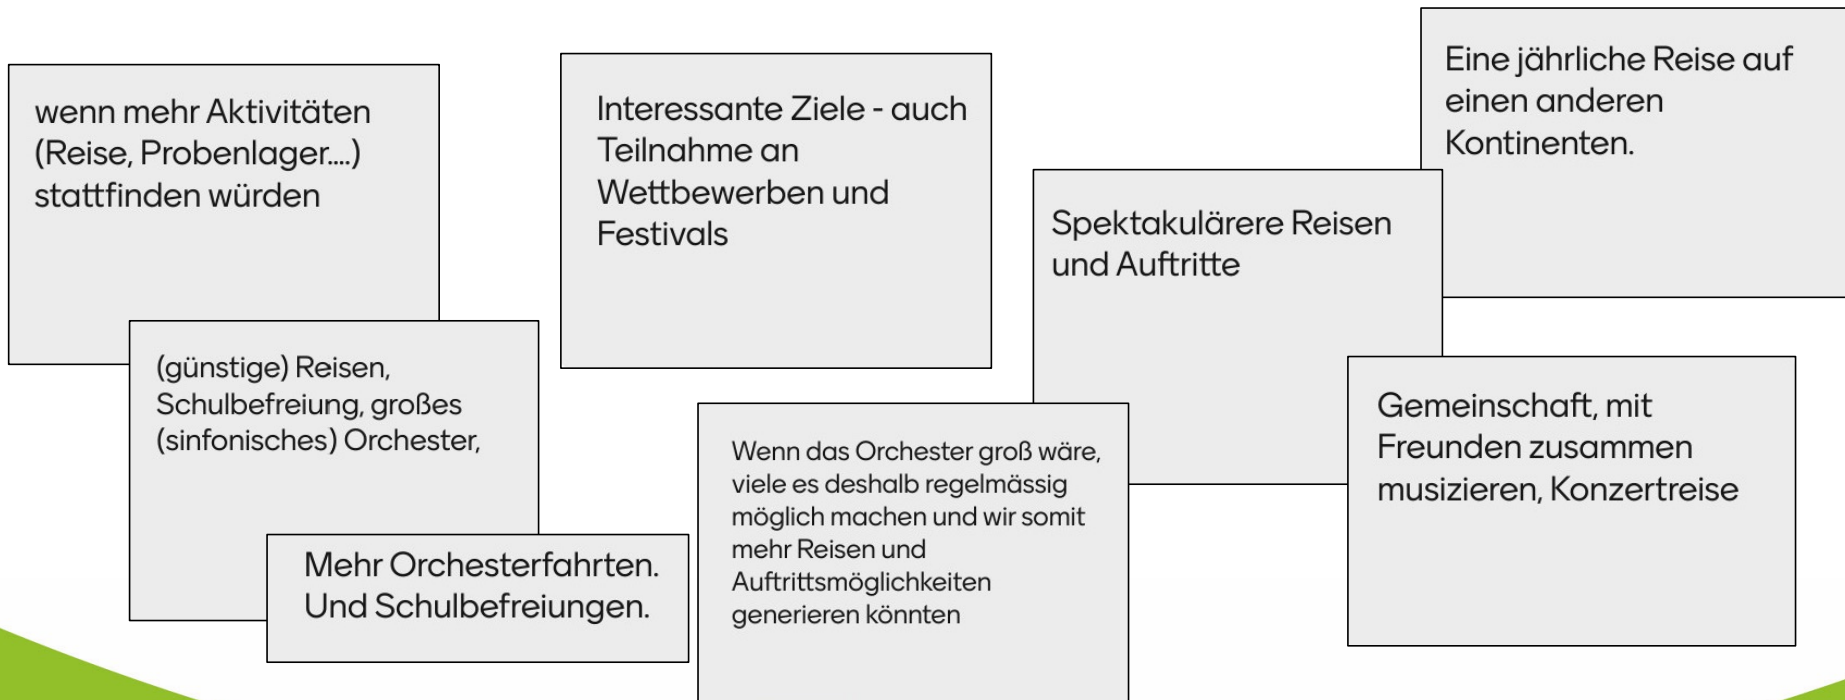 wenn mehr Aktivitäten
(Reise, Probenlager....)
stattfinden würden
Interessante Ziele - auch
Teilnahme an
Wettbewerben und
Festivals
Eine jährliche Reise auf
einen anderen
Kontinenten.
Spektakulärere Reisen
und Auftritte
(günstige) Reisen,
Schulbefreiung, großes
(sinfonisches) Orchester,
Wenn das Orchester groß wäre,
viele es deshalb regelmässig
möglich machen und wir somit
mehr Reisen und
Auftrittsmöglichkeiten
generieren könnten
Gemeinschaft, mit
Freunden zusammen
musizieren, Konzertreise
Mehr Orchesterfahrten.
Und Schulbefreiungen.